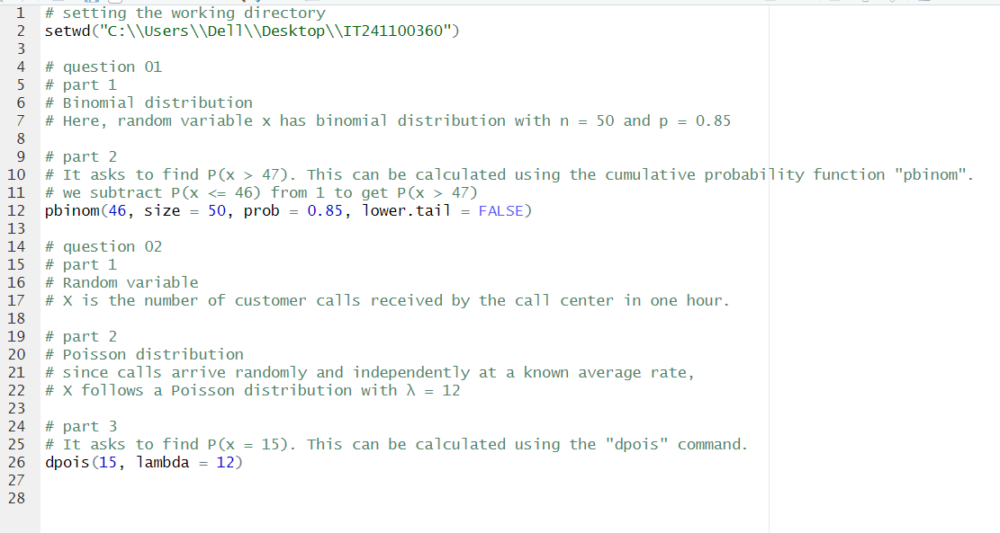 1 # setting the working directory
2 setwd("C:\\Users\\Dell\\Desktop\\IT241100360")
3
4 # question 01
5 # part 1
6 # Binomial distribution
7 # Here, random variable x has binomial distribution with n = 50 and p = 0.85
8
9 # part 2
10 # It asks to find P(x > 47). This can be calculated using the cumulative probability function "pbinom".
11 # we subtract P(x <= 46) from 1 to get P(x > 47)
12 pbinom(46, size = 50, prob = 0.85, lower.tail = FALSE)
13
14 # question 02
15 # part 1
16 # Random variable
17 # X is the number of customer calls received by the call center in one hour.
18
19 # part 2
20 # Poisson distribution
21 # since calls arrive randomly and independently at a known average rate,
22 # X follows a Poisson distribution with λ = 12
23
24 # part 3
25 # It asks to find P(x = 15). This can be calculated using the "dpois" command.
26 dpois(15, lambda = 12)
27
28